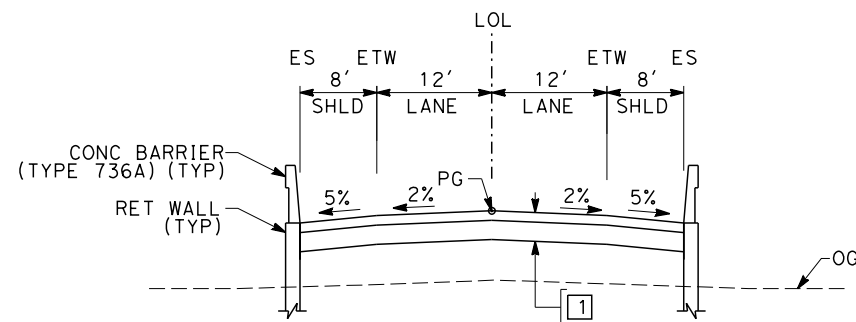 LOL
ES ETW ETW ES
8' 12' 12' 8'
SHLD LANE LANE SHLD
CONC BARRIER
(TYPE 736A) (TYP)
PG
5% 2% 2% 5%
RET WALL
(TYP)
OG
1